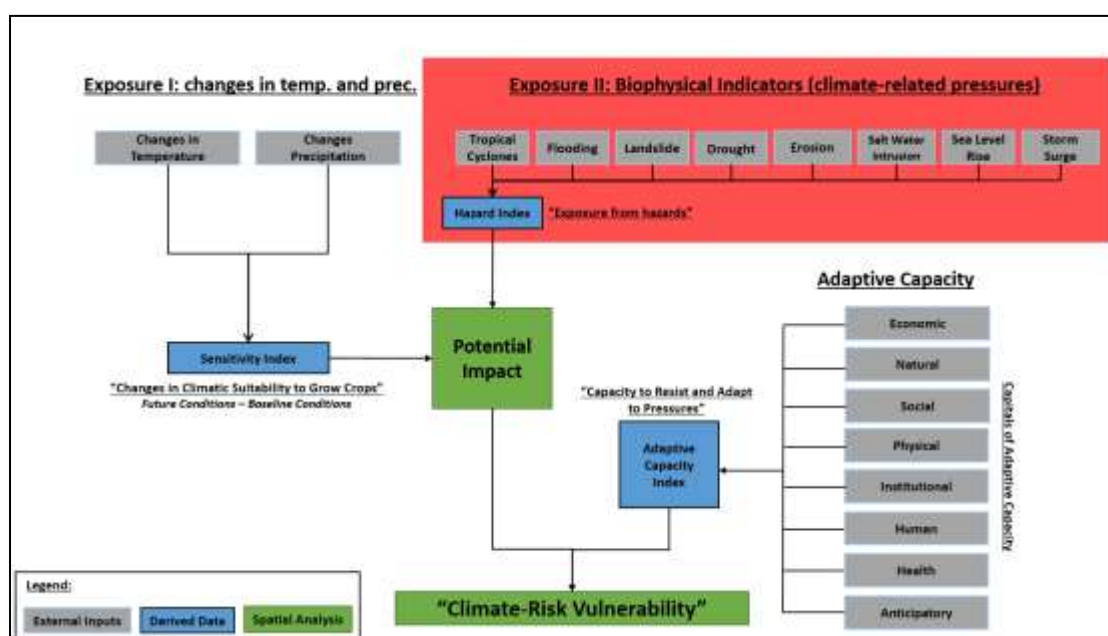 Exposure I: changes in temp. and prec.
Exposure II: Biophysical Indicators (climate-related pressures)
Changes in
Temperature
Changes
Precipitation
Tropical
Cyclones
Flooding
Landslide
Drought
Erosion
Salt Water
Intrusion
Sea Level
Rise
Storm
Surge
Hazard Index
"Exposure from hazards"
Adaptive Capacity
Sensitivity Index
"Changes in Climatic Suitability to Grow Crops"
Future Conditions – Baseline Conditions
Potential
Impact
"Capacity to Resist and Adapt
to Pressures"
Adaptive
Capacity
Index
Economic
Natural
Social
Physical
Institutional
Human
Health
Anticipatory
Capitals of Adaptive Capacity
"Climate-Risk Vulnerability"
Legend:
External Inputs
Derived Data
Spatial Analysis